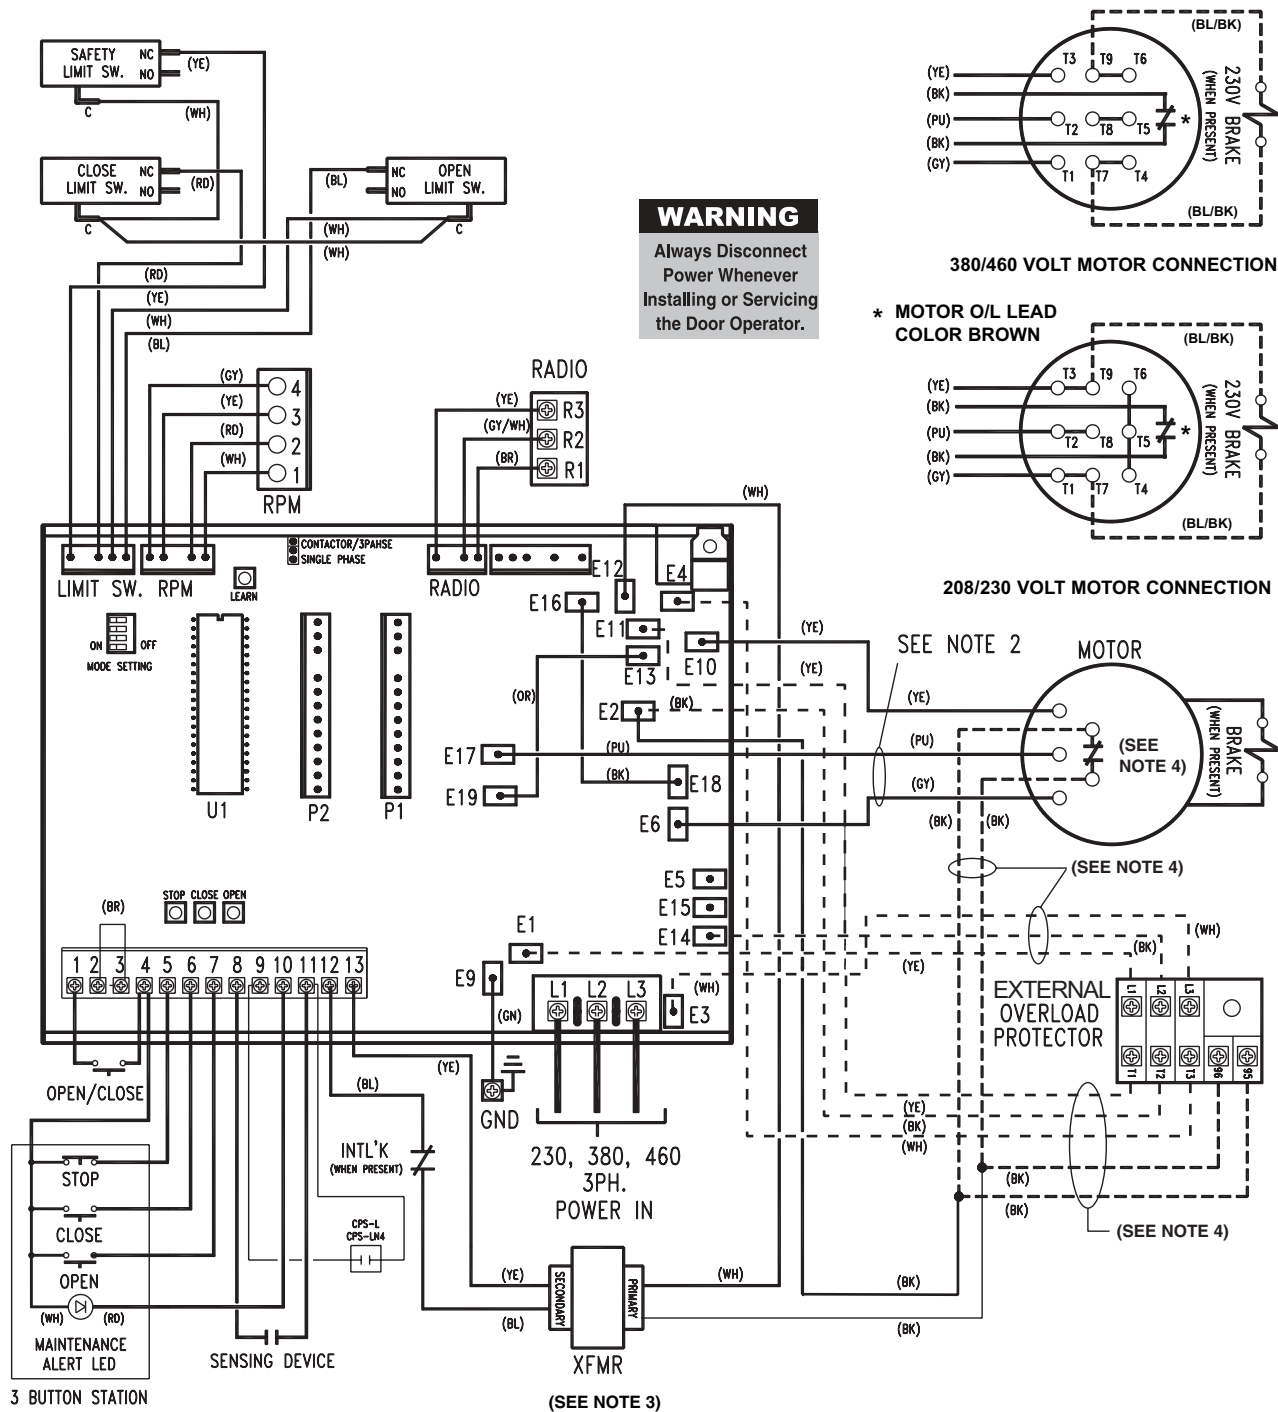 SAFETY
LIMIT SW.
NC
NO
(YE)
C
(WH)
CLOSE
LIMIT SW.
NC
NO
(RD)
C
(BL)
NC
NO
OPEN
LIMIT SW.
C
(WH)
(WH)
(RD)
(YE)
(WH)
(BL)
WARNING
Always Disconnect
Power Whenever
Installing or Servicing
the Door Operator.
(BL/BK)
T3 T9 T6
(YE)
(BK)
(PU)
T2 T8 T5
*
(BK)
(GY)
T1 T7 T4
230V BRAKE
(WHEN PRESENT)
(BL/BK)
380/460 VOLT MOTOR CONNECTION
* MOTOR O/L LEAD
COLOR BROWN
(BL/BK)
T3 T9 T6
(YE)
(BK)
(PU)
T2 T8 T5
*
(BK)
(GY)
T1 T7 T4
230V BRAKE
(WHEN PRESENT)
(BL/BK)
208/230 VOLT MOTOR CONNECTION
(GY)
4
(YE)
3
(RD)
2
(WH)
1
RPM
RADIO
(YE)
R3
(GY/WH)
R2
(BR)
R1
(WH)
CONTACTOR/3PAHSE
SINGLE PHASE
LIMIT SW.
RPM
LEARN
RADIO
ON
OFF
MODE SETTING
U1
P2
P1
E12
E4
E16
E11
E10
E13
(OR)
E2
(BK)
E17
(PU)
(BK)
E18
E19
E6
E5
E15
E14
E1
E9
(WH)
E3
(YE)
(YE)
SEE NOTE 2
MOTOR
(YE)
(PU)
(GY)
(SEE
NOTE 4)
BRAKE
(WHEN PRESENT)
(BK)
(BK)
(SEE NOTE 4)
(WH)
(BK)
(YE)
STOP CLOSE OPEN
(BR)
1 2 3 4 5 6 7 8 9 10 11 12 13
L1 L2 L3
(GN)
GND
EXTERNAL
OVERLOAD
PROTECTOR
L1
L2
L3
T1
T2
T3
96
95
OPEN/CLOSE
(YE)
(BL)
(YE)
(BK)
(WH)
INTL'K
(WHEN PRESENT)
230, 380, 460
3PH.
POWER IN
(BK)
(BK)
(SEE NOTE 4)
STOP
CLOSE
OPEN
(WH)
(RD)
MAINTENANCE
ALERT LED
3 BUTTON STATION
CPS-L
CPS-LN4
SENSING DEVICE
(YE)
(BL)
SECONDARY
PRIMARY
(WH)
(BK)
(BK)
XFMR
(SEE NOTE 3)